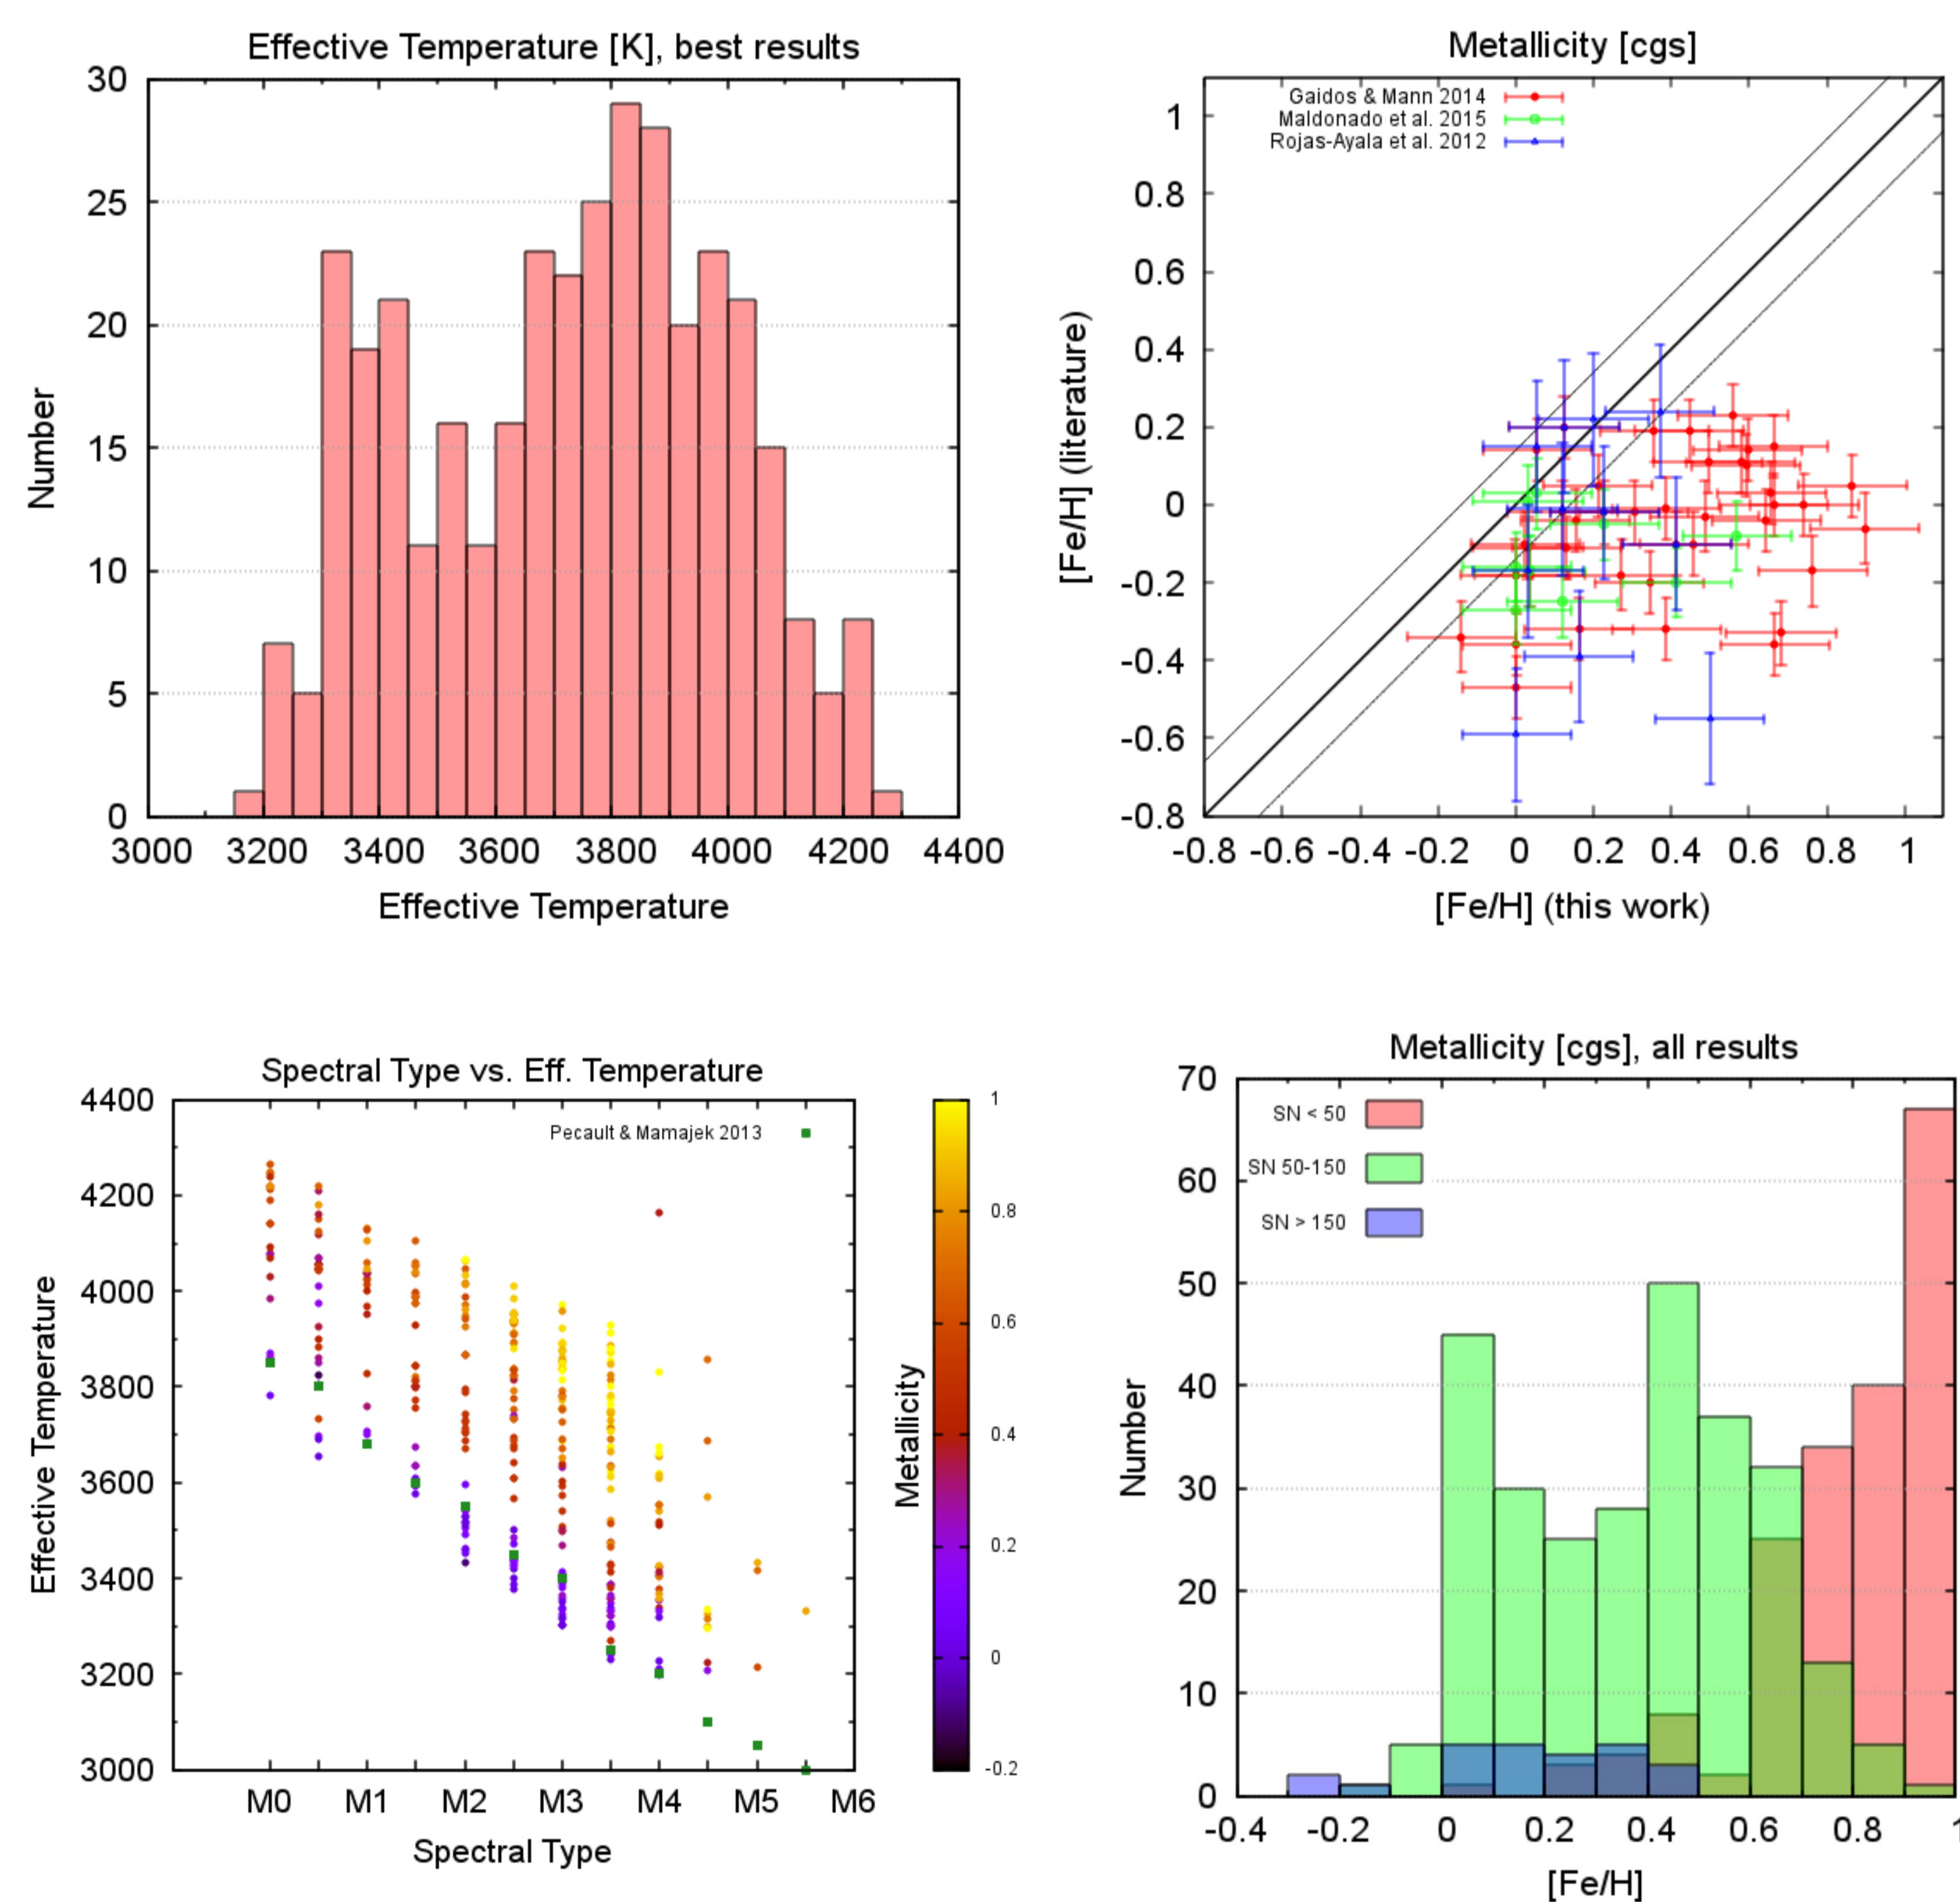 Effective Temperature [K], best results
30
25
20
15
10
5
0
Number
3000 3200 3400 3600 3800 4000 4200 4400
Effective Temperature
Metallicity [cgs]
Gaidos & Mann 2014
Maldonado et al. 2015
Rojas-Ayala et al. 2012
1
0.8
0.6
0.4
0.2
0
-0.2
-0.4
-0.6
-0.8
[Fe/H] (literature)
-0.8 -0.6 -0.4 -0.2 0 0.2 0.4 0.6 0.8 1
[Fe/H] (this work)
Spectral Type vs. Eff. Temperature
Pecault & Mamajek 2013
4400
4200
4000
3800
3600
3400
3200
3000
Effective Temperature
M0 M1 M2 M3 M4 M5 M6
Spectral Type
1
0.8
0.6
0.4
0.2
0
-0.2
Metallicity
Metallicity [cgs], all results
SN < 50
SN 50-150
SN > 150
70
60
50
40
30
20
10
0
Number
-0.4 -0.2 0 0.2 0.4 0.6 0.8 1
[Fe/H]